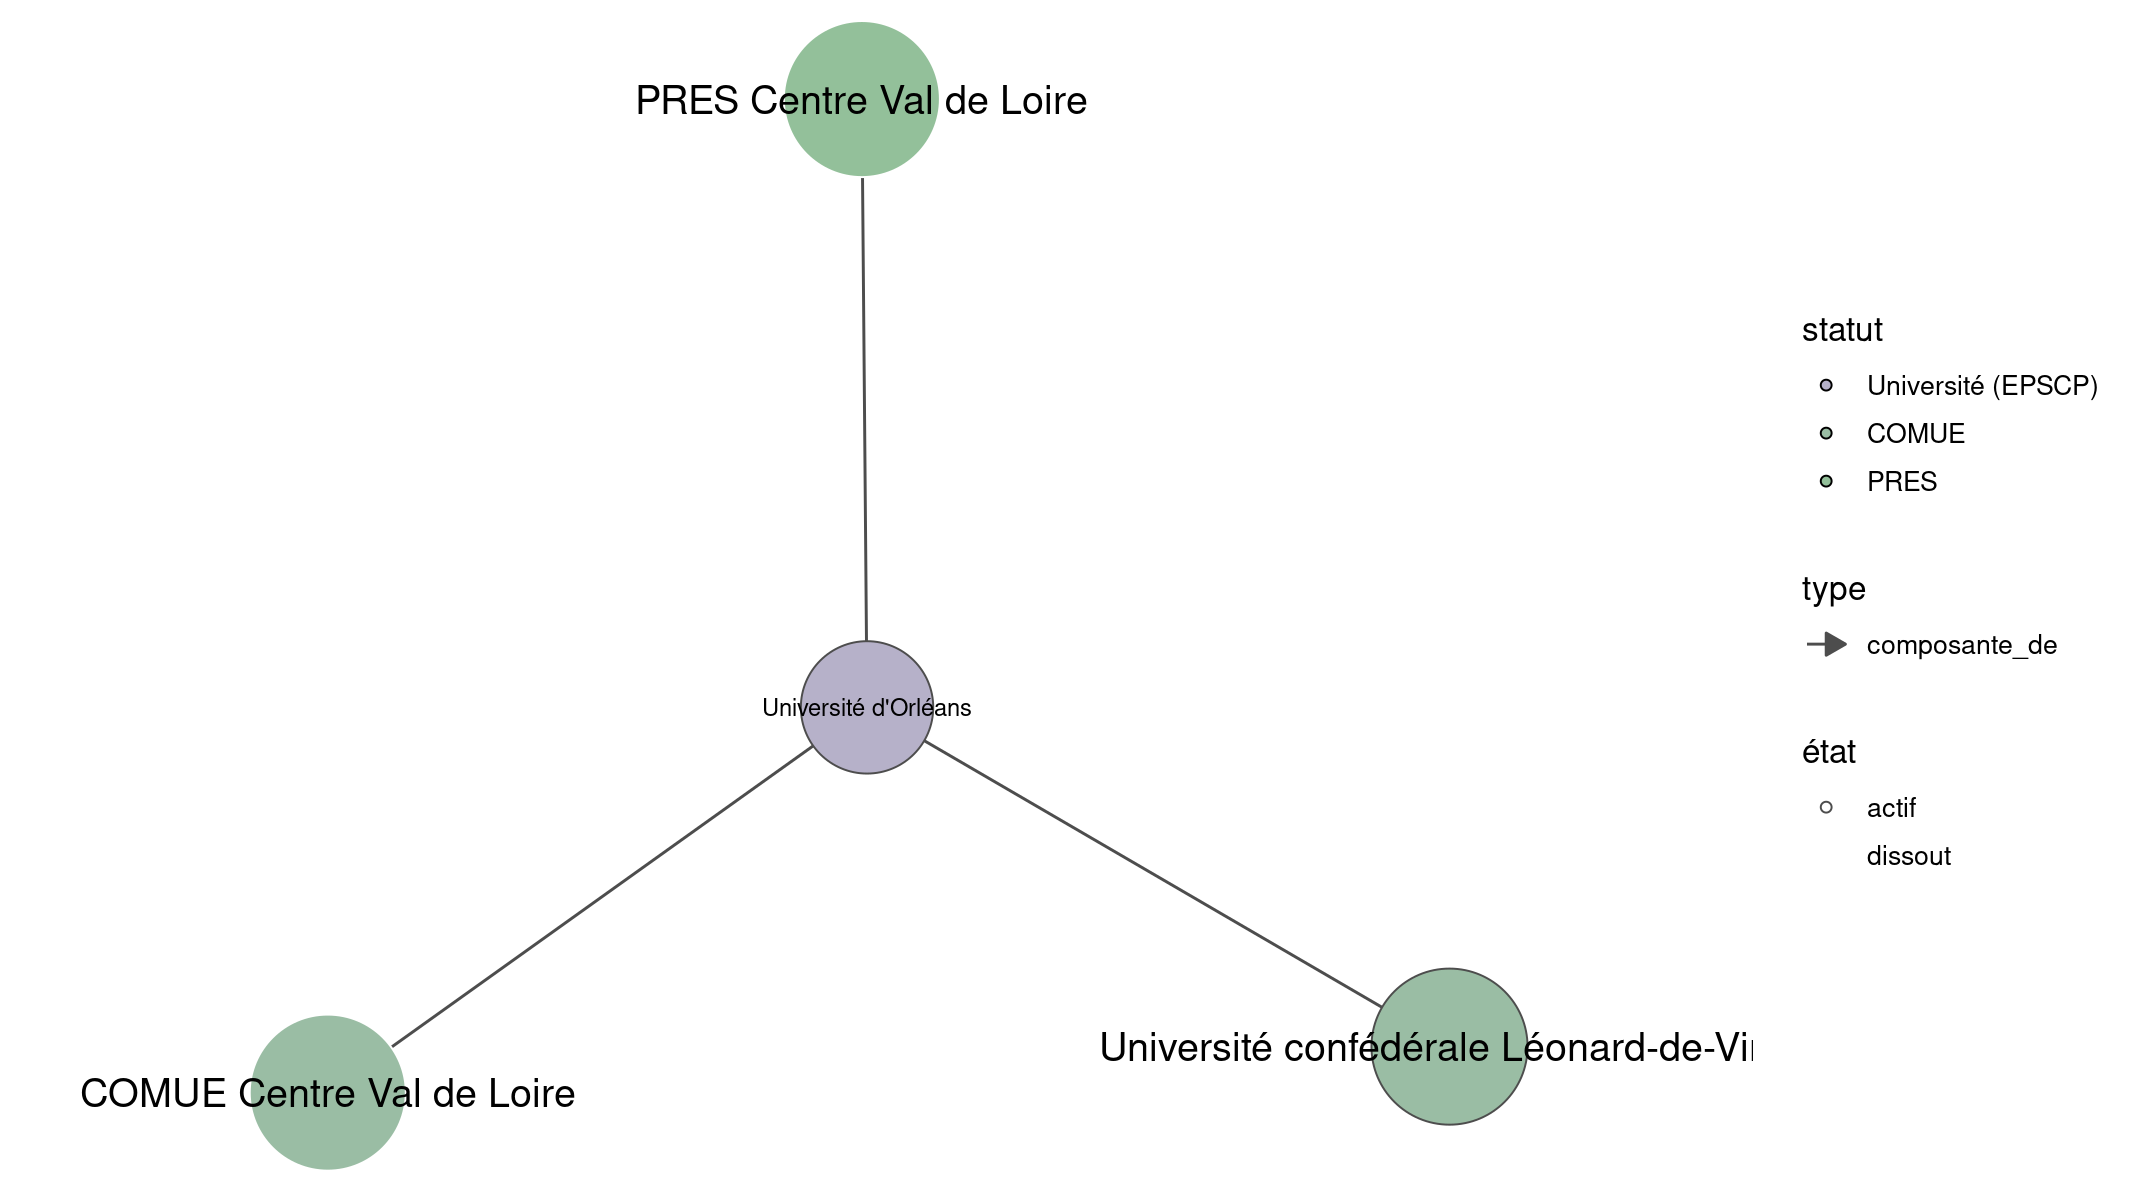 PRES Centre Val de Loire
Université d'Orléans
COMUE Centre Val de Loire
Université confédérale Léonard-de-Vi
statut
Université (EPSCP)
COMUE
PRES
type
composante_de
état
actif
dissout